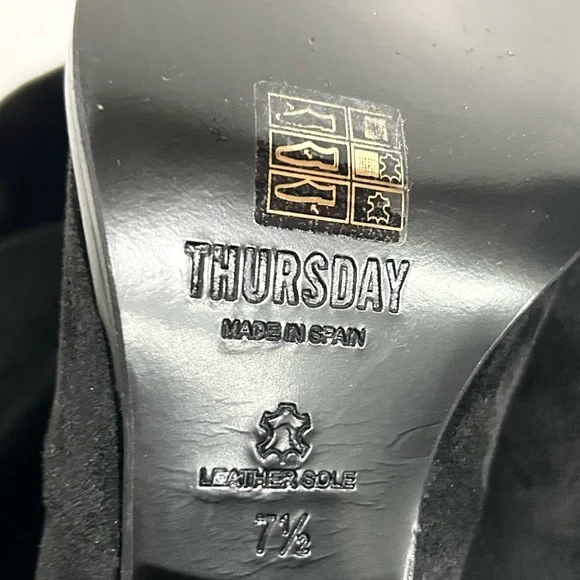 THURSDAY
MADE IN SPAIN
LEATHER SOLE
7½